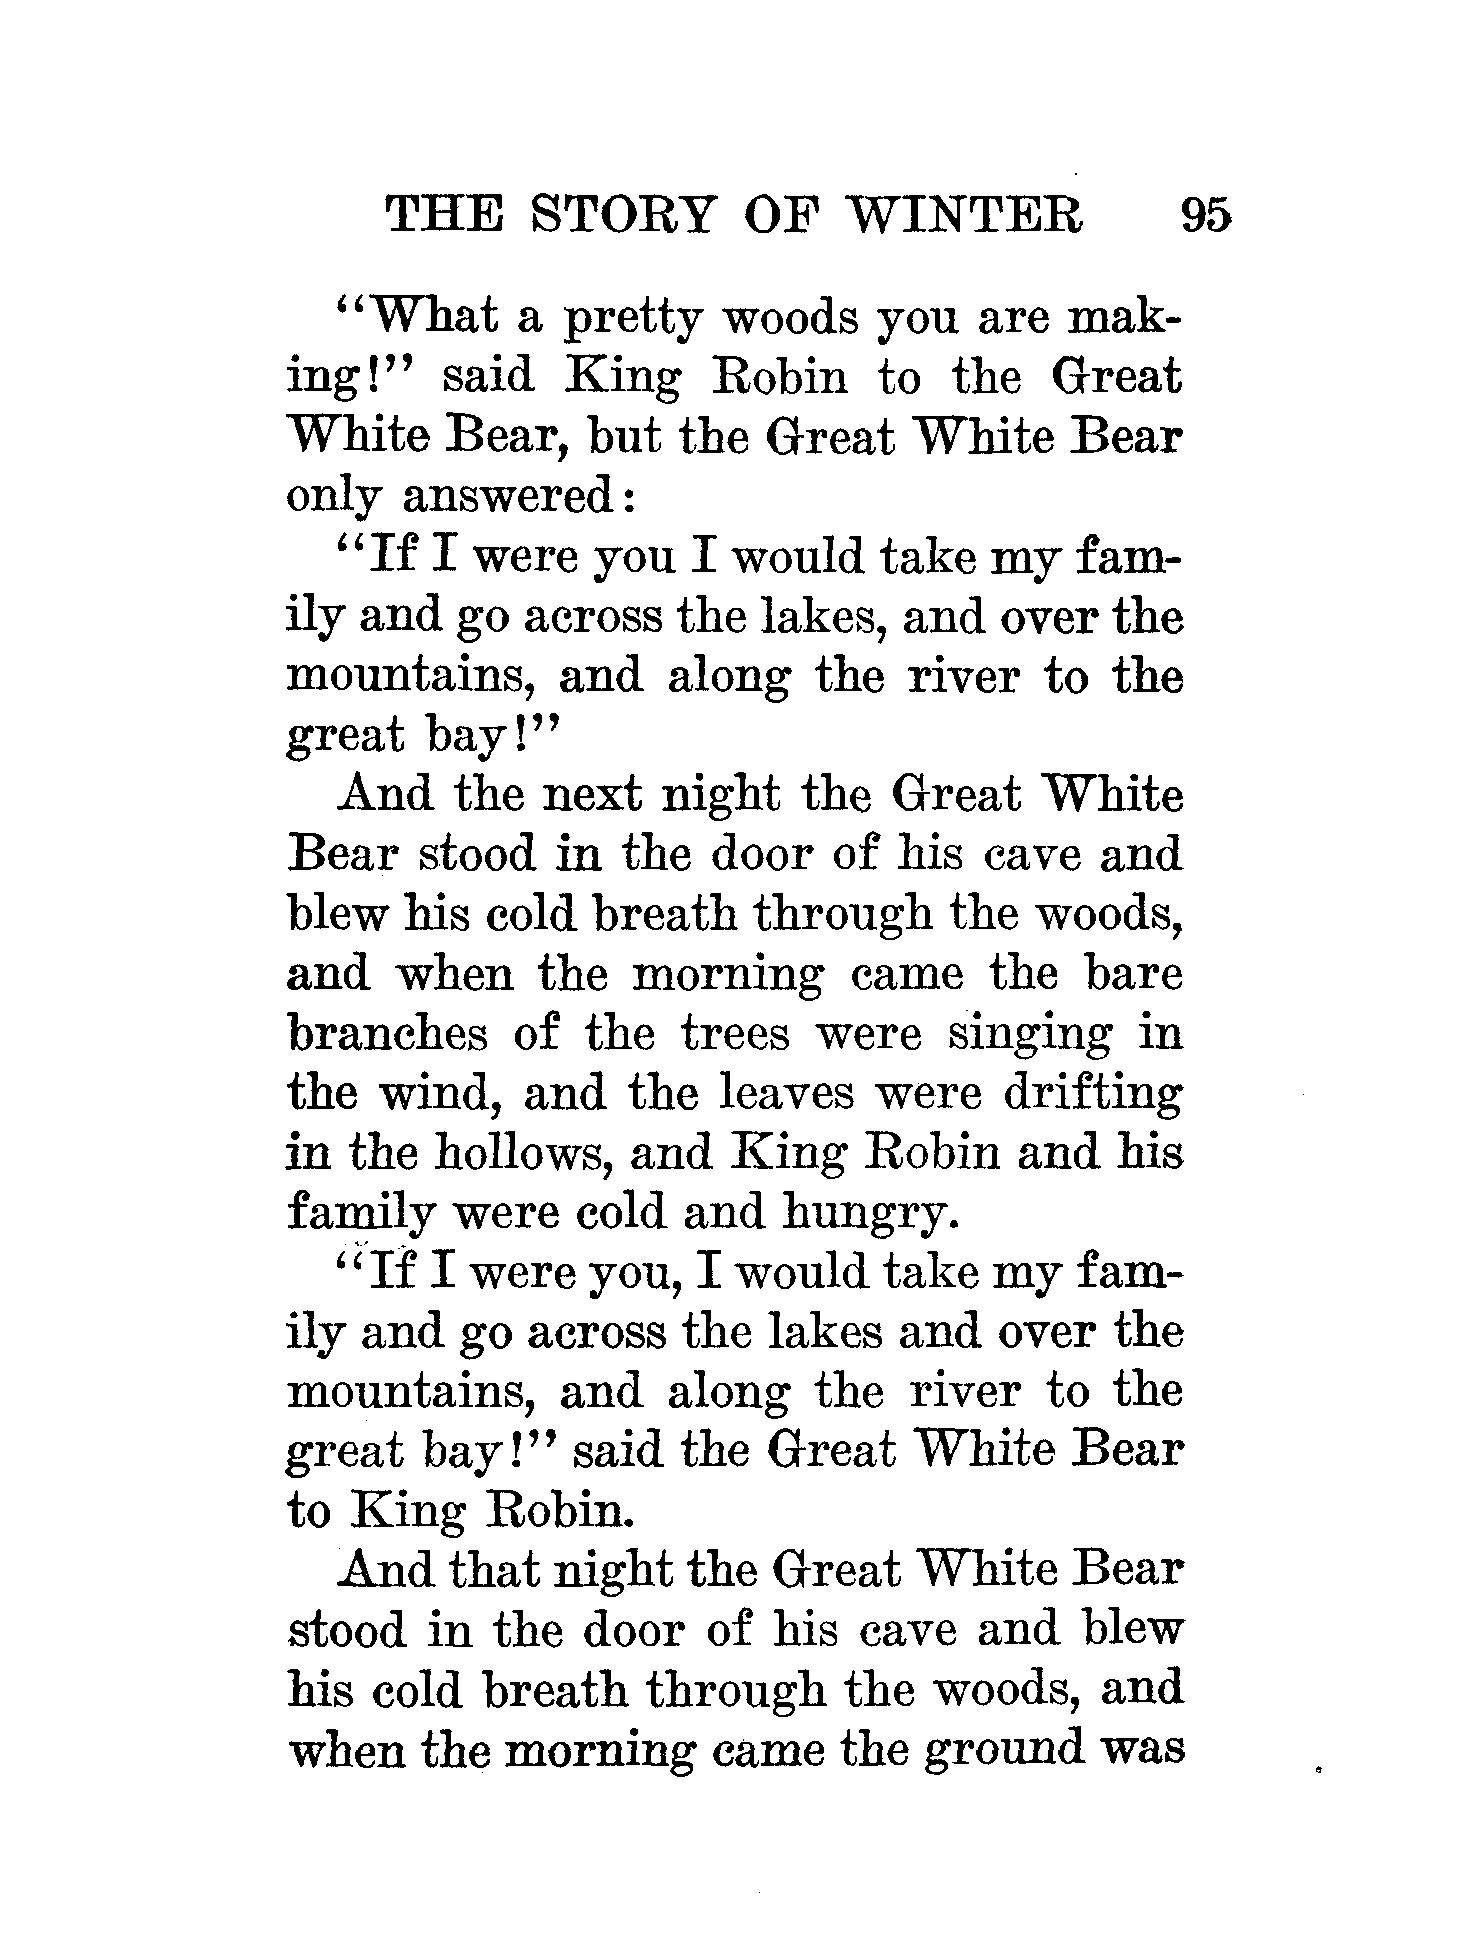 THE STORY OF WINTER 95
"What a pretty woods you are mak-
ing!" said King Robin to the Great
White Bear, but the Great White Bear
only answered:
"If I were you I would take my fam-
ily and go across the lakes, and over the
mountains, and along the river to the
great bay!"
And the next night the Great White
Bear stood in the door of his cave and
blew his cold breath through the woods,
and when the morning came the bare
branches of the trees were singing in
the wind, and the leaves were drifting
in the hollows, and King Robin and his
family were cold and hungry.
"If I were you, I would take my fam-
ily and go across the lakes and over the
mountains, and along the river to the
great bay!" said the Great White Bear
to King Robin.
And that night the Great White Bear
stood in the door of his cave and blew
his cold breath through the woods, and
when the morning came the ground was